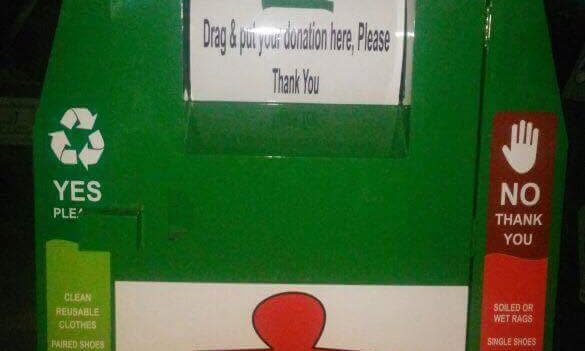 Drag & put your donation here, Please
Thank You
YES
CLEAN
REUSABLE
CLOTHES
PAIRED SHOES
NO
THANK
YOU
SOILED OR
WET RAGS
SINGLE SHOES